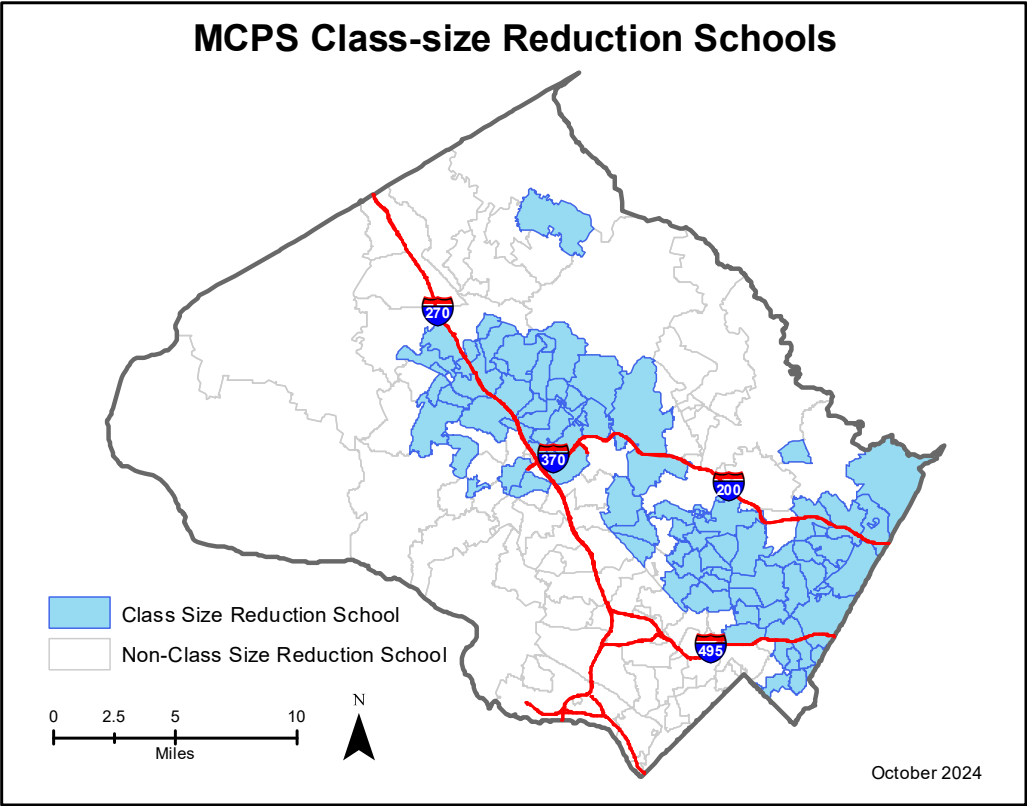 MCPS Class-size Reduction Schools
270
370
200
495
Class Size Reduction School
Non-Class Size Reduction School
0 2.5 5 10
Miles
N
October 2024